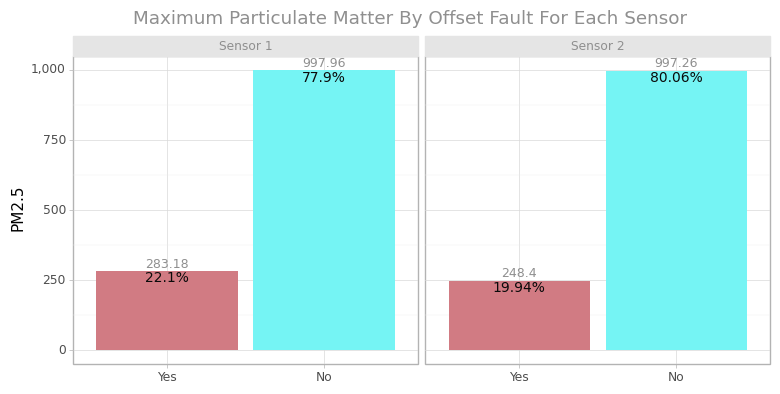 Maximum Particulate Matter By Offset Fault For Each Sensor
Sensor 1
Sensor 2
PM2.5
1,000
750
500
250
0
283.18
22.1%
997.96
77.9%
248.4
19.94%
997.26
80.06%
Yes
No
Yes
No